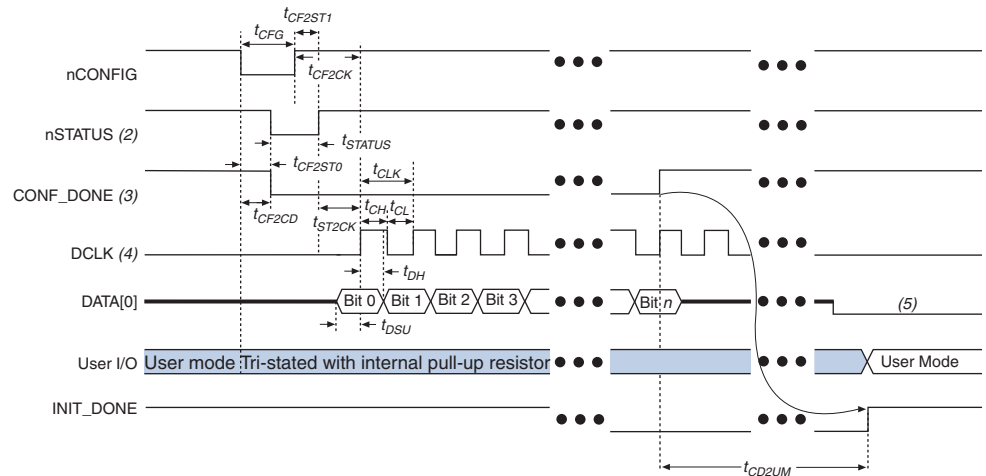 tCF2ST1
tCFG
nCONFIG
tCF2CK
nSTATUS (2)
tSTATUS
tCF2ST0
tCLK
CONF_DONE (3)
tCF2CD
tST2CK
tCH tCL
DCLK (4)
tDH
DATA[0]
Bit 0 Bit 1 Bit 2 Bit 3 Bit n
(5)
tDSU
User I/O User mode Tri-stated with internal pull-up resistor User Mode
INIT_DONE
tCD2UM